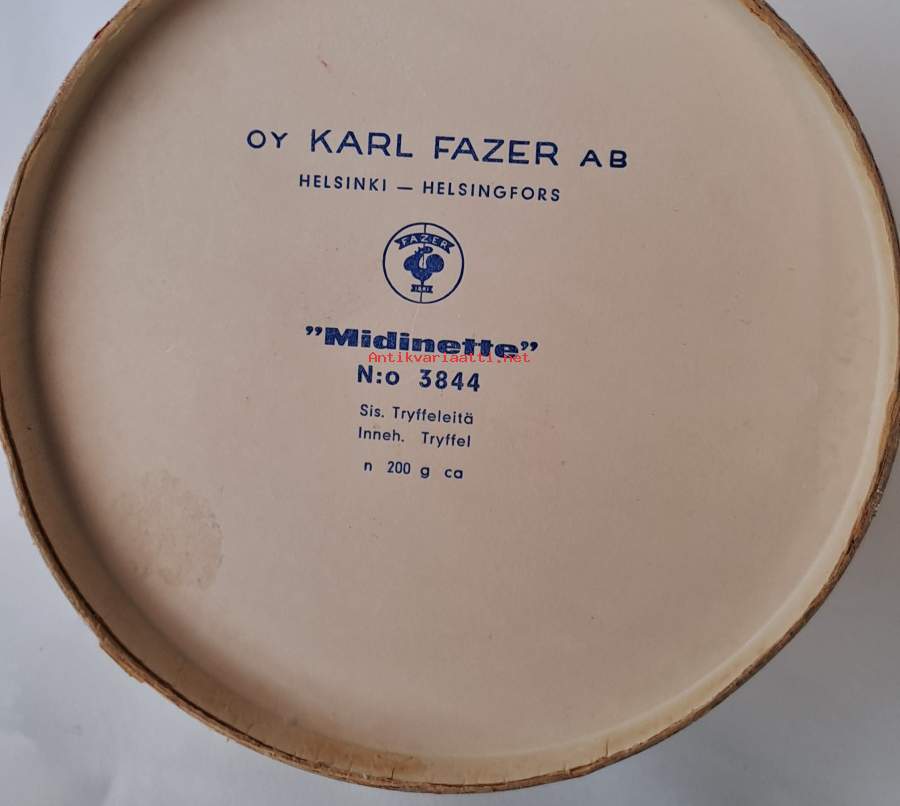 OY KARL FAZER AB
HELSINKI — HELSINGFORS
FAZER
"Midinette"
Antikvariaatti.net
N:o 3844
Sis. Tryffeleitä
Inneh. Tryffel
n 200 g ca